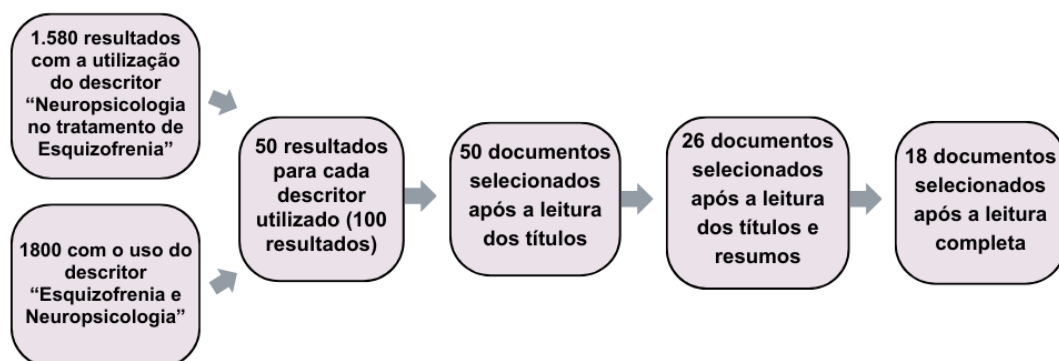 1.580 resultados
com a utilização
do descritor
“Neuropsicologia
no tratamento de
Esquizofrenia”
1800 com o uso do
descritor
“Esquizofrenia e
Neuropsicologia”
50 resultados
para cada
descritor
utilizado (100
resultados)
50 documentos
selecionados
após a leitura
dos títulos
26 documentos
selecionados
após a leitura
dos títulos e
resumos
18 documentos
selecionados
após a leitura
completa